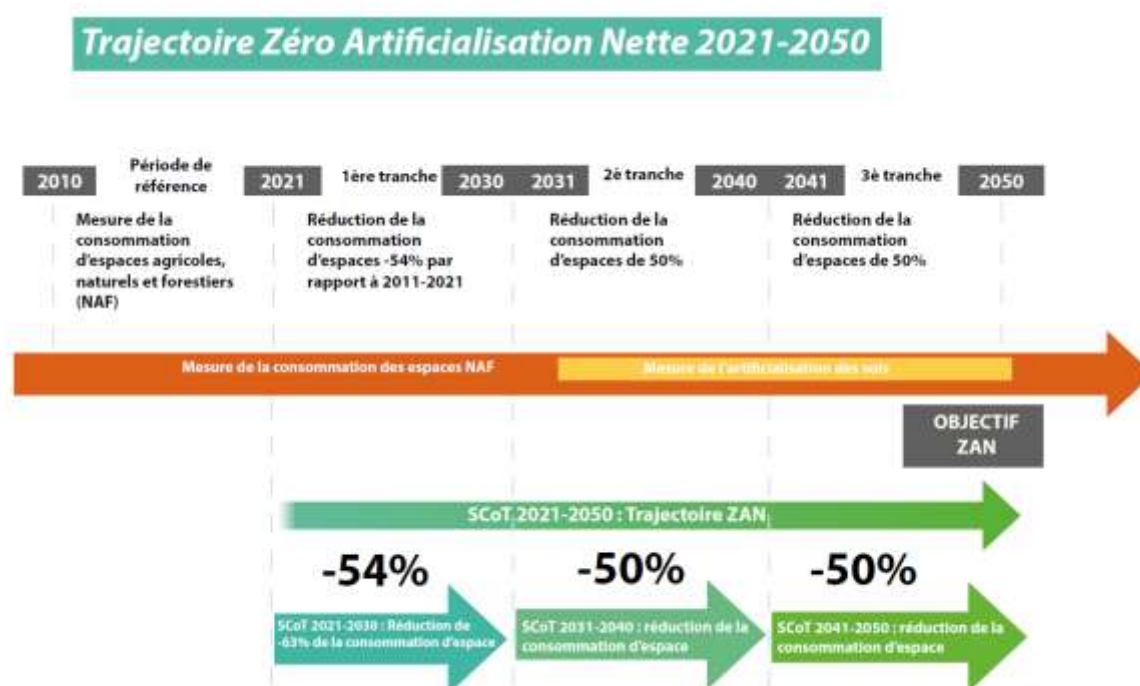 Trajectoire Zéro Artificialisation Nette 2021-2050
2010
Période de
référence
2021
1ère tranche
2030
2031
2è tranche
2040
2041
3è tranche
2050
Mesure de la
consommation
d'espaces agricoles,
naturels et forestiers
(NAF)
Réduction de la
consommation
d'espaces -54% par
rapport à 2011-2021
Réduction de la
consommation
d'espaces de 50%
Réduction de la
consommation
d'espaces de 50%
Mesure de la consommation des espaces NAF
Mesure de l'artificialisation des sols
OBJECTIF
ZAN
SCoT 2021-2050 : Trajectoire ZAN
-54%
-50%
-50%
SCoT 2021-2030 : Réduction de
-63% de la consommation d'espace
SCoT 2031-2040 : réduction de la
consommation d'espace
SCoT 2041-2050 : réduction de la
consommation d'espace